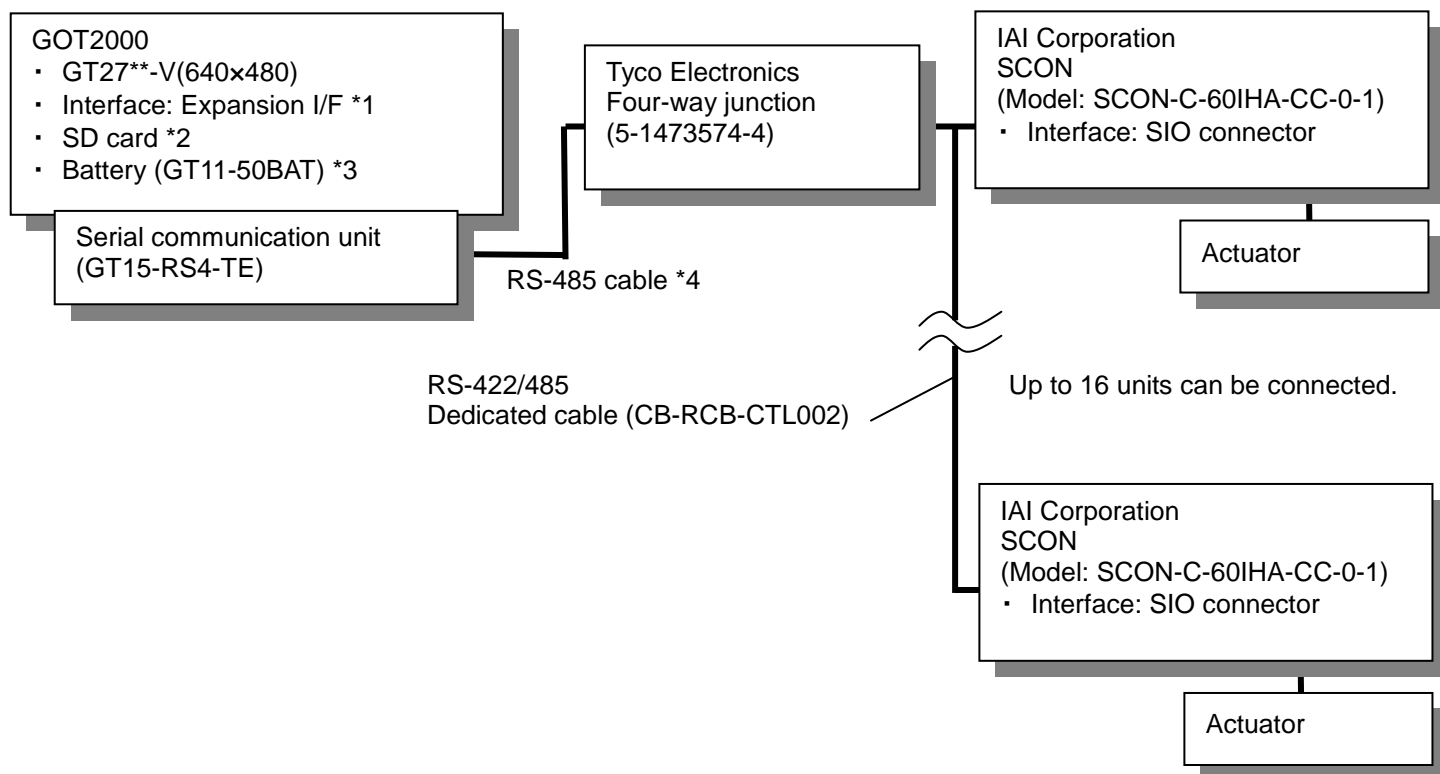 GOT2000
・ GT27**-V(640×480)
・ Interface: Expansion I/F *1
・ SD card *2
・ Battery (GT11-50BAT) *3
Serial communication unit
(GT15-RS4-TE)
RS-485 cable *4
Tyco Electronics
Four-way junction
(5-1473574-4)
IAI Corporation
SCON
(Model: SCON-C-60IHA-CC-0-1)
・ Interface: SIO connector
Actuator
RS-422/485
Dedicated cable (CB-RCB-CTL002)
Up to 16 units can be connected.
IAI Corporation
SCON
(Model: SCON-C-60IHA-CC-0-1)
・ Interface: SIO connector
Actuator